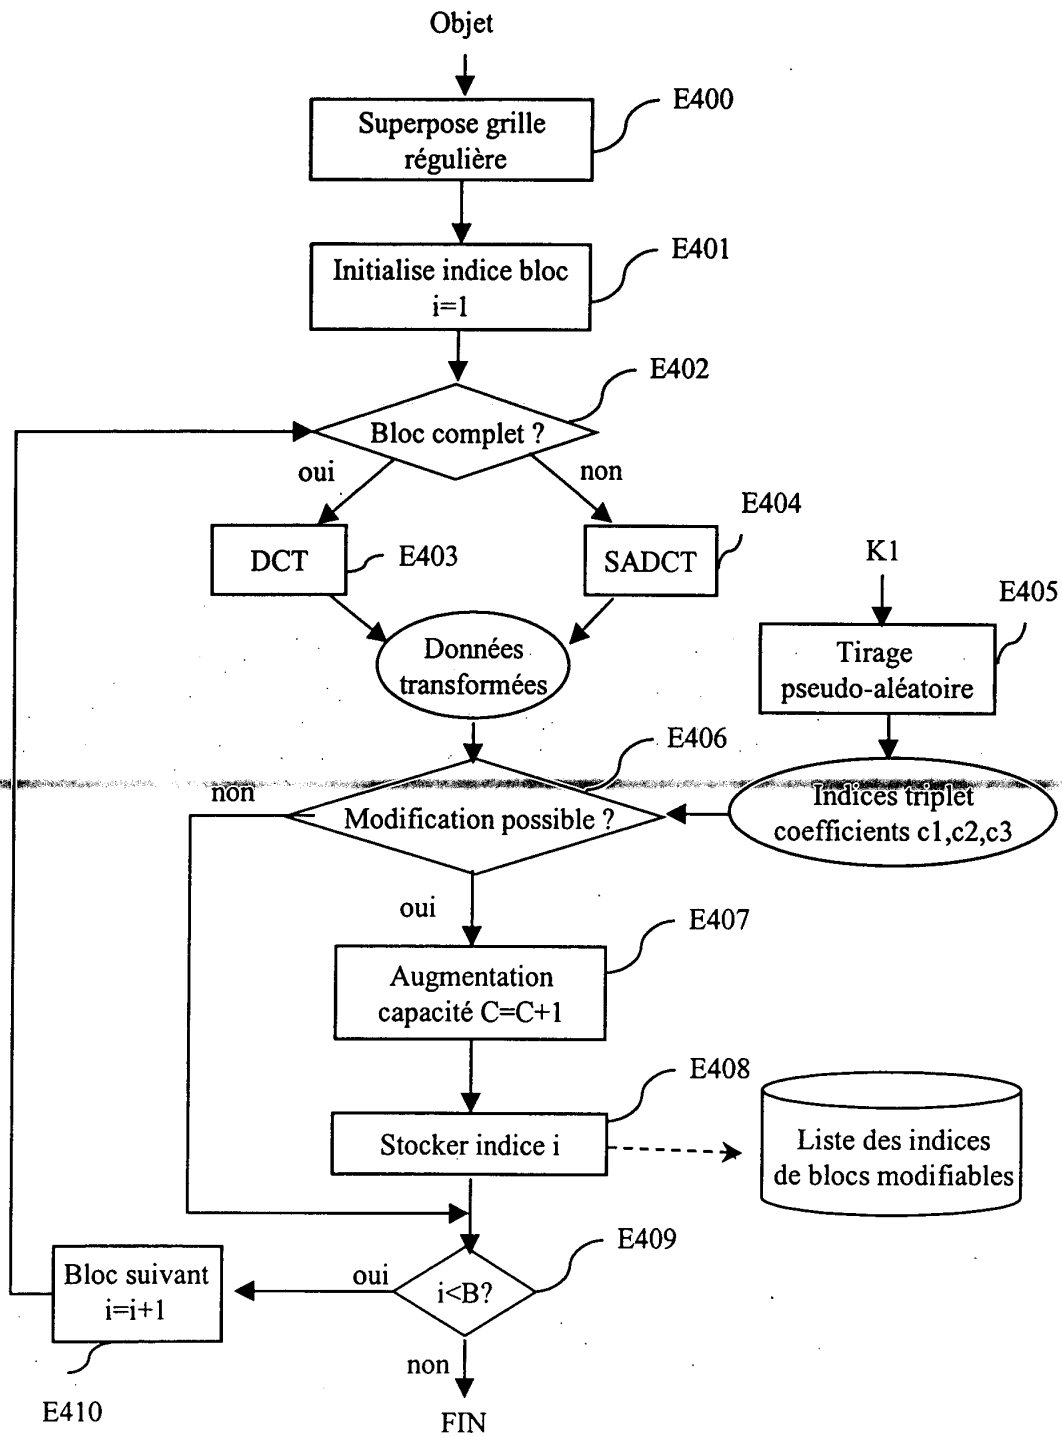 Objet
Superpose grille
régulière
E400
Initialise indice bloc
i=1
E401
E402
Bloc complet ?
oui
non
DCT
E403
SADCT
E404
K1
E405
Tirage
pseudo-aléatoire
Données
transformées
E406
non
Modification possible ?
Indices triplet
coefficients c1,c2,c3
oui
E407
Augmentation
capacité C=C+1
E408
Stocker indice i
Liste des indices
de blocs modifiables
E409
i<B?
oui
Bloc suivant
i=i+1
non
E410
FIN